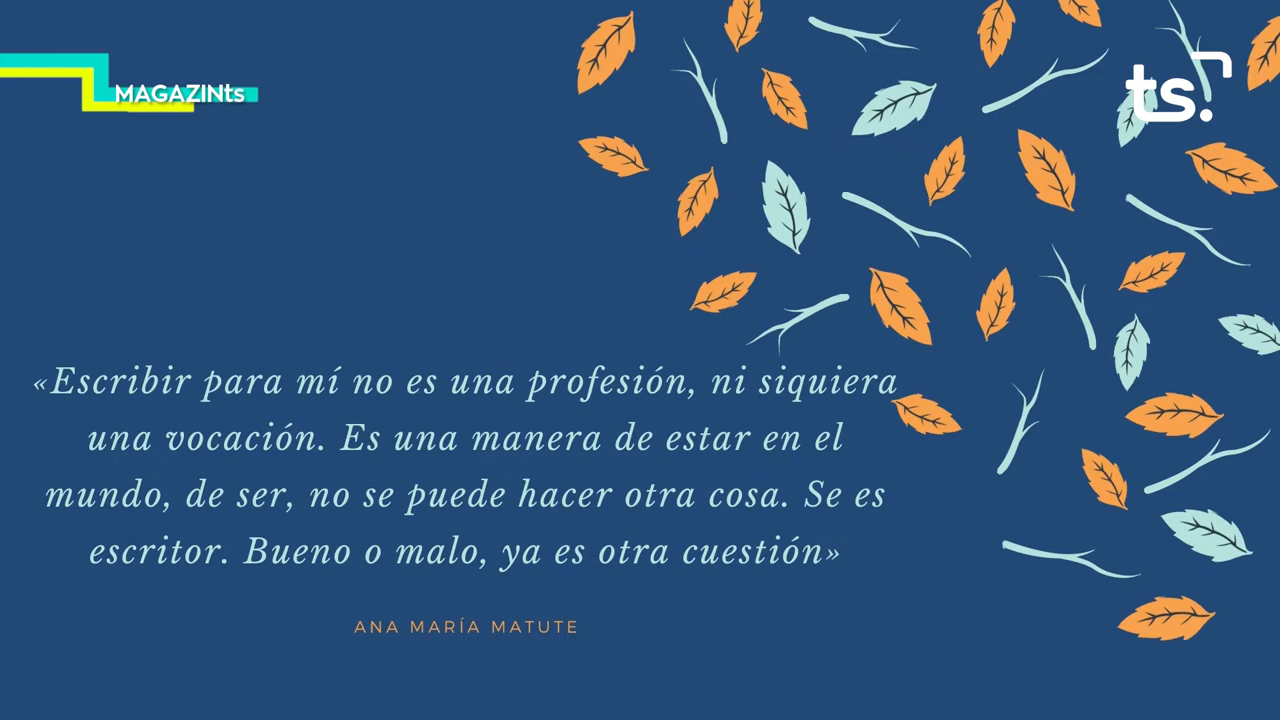 MAGAZINts
ts.
«Escribir para mí no es una profesión, ni siquiera
una vocación. Es una manera de estar en el
mundo, de ser, no se puede hacer otra cosa. Se es
escritor. Bueno o malo, ya es otra cuestión»
ANA MARÍA MATUTE